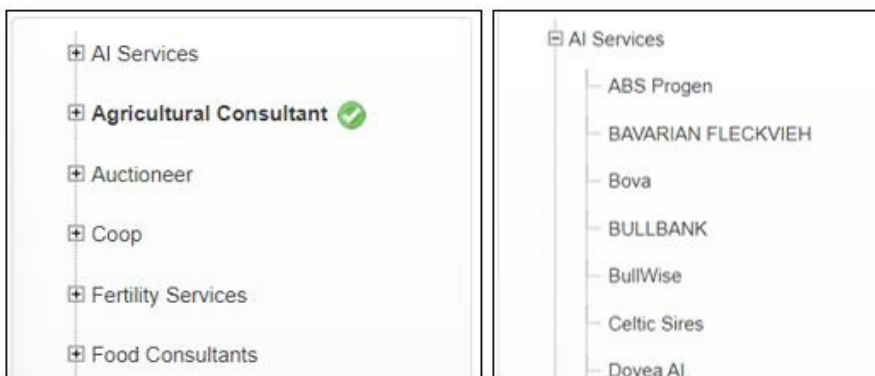 AI Services
Agricultural Consultant
Auctioneer
Coop
Fertility Services
Food Consultants
AI Services
ABS Progen
BAVARIAN FLECKVIEH
Bova
BULLBANK
BullWise
Celtic Sires
Dovea AI